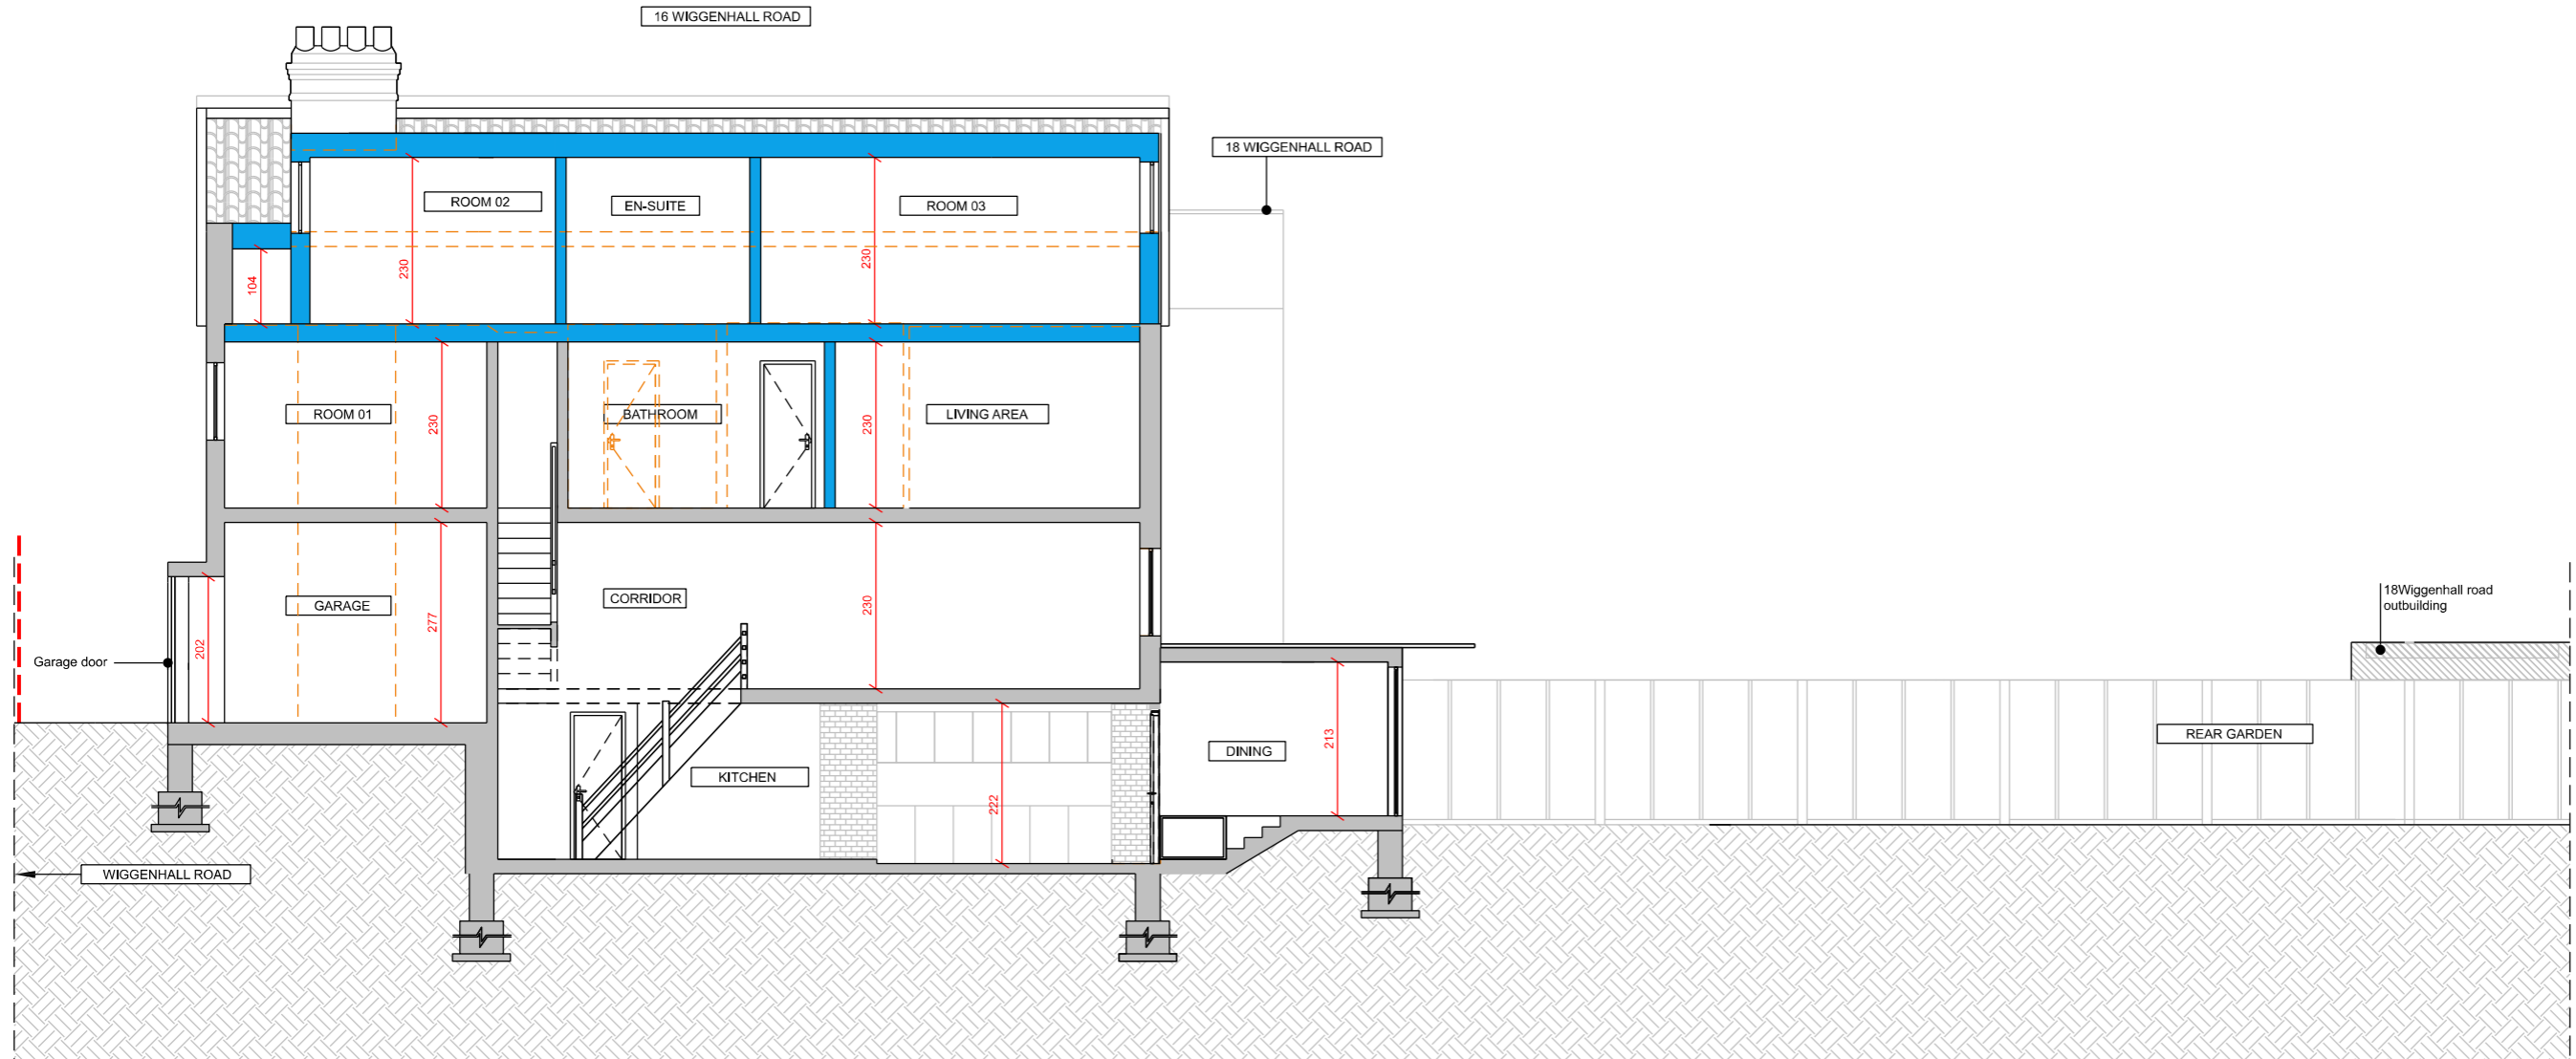 16 WIGGENHALL ROAD
18 WIGGENHALL ROAD
ROOM 02
EN-SUITE
ROOM 03
230
230
104
ROOM 01
BATHROOM
LIVING AREA
230
230
GARAGE
CORRIDOR
18Wiggenhall road
outbuilding
202
277
230
Garage door
REAR GARDEN
DINING
213
KITCHEN
222
WIGGENHALL ROAD